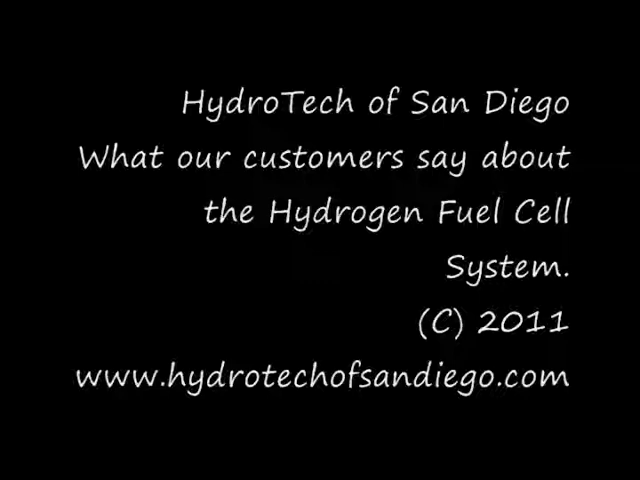 HydroTech of San Diego
What our customers say about
the Hydrogen Fuel Cell
System.
(C) 2011
www.hydrotechofsandiego.com